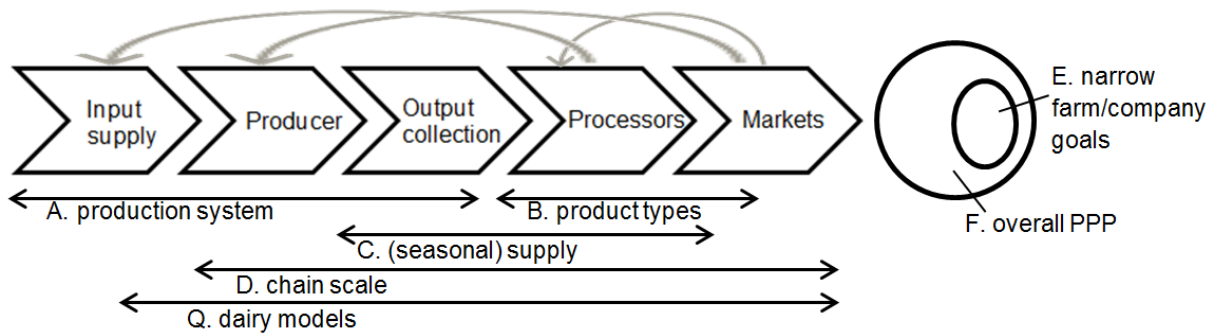 Input
supply
Producer
Output
collection
Processors
Markets
E. narrow
farm/company
goals
A. production system
B. product types
F. overall PPP
C. (seasonal) supply
D. chain scale
Q. dairy models